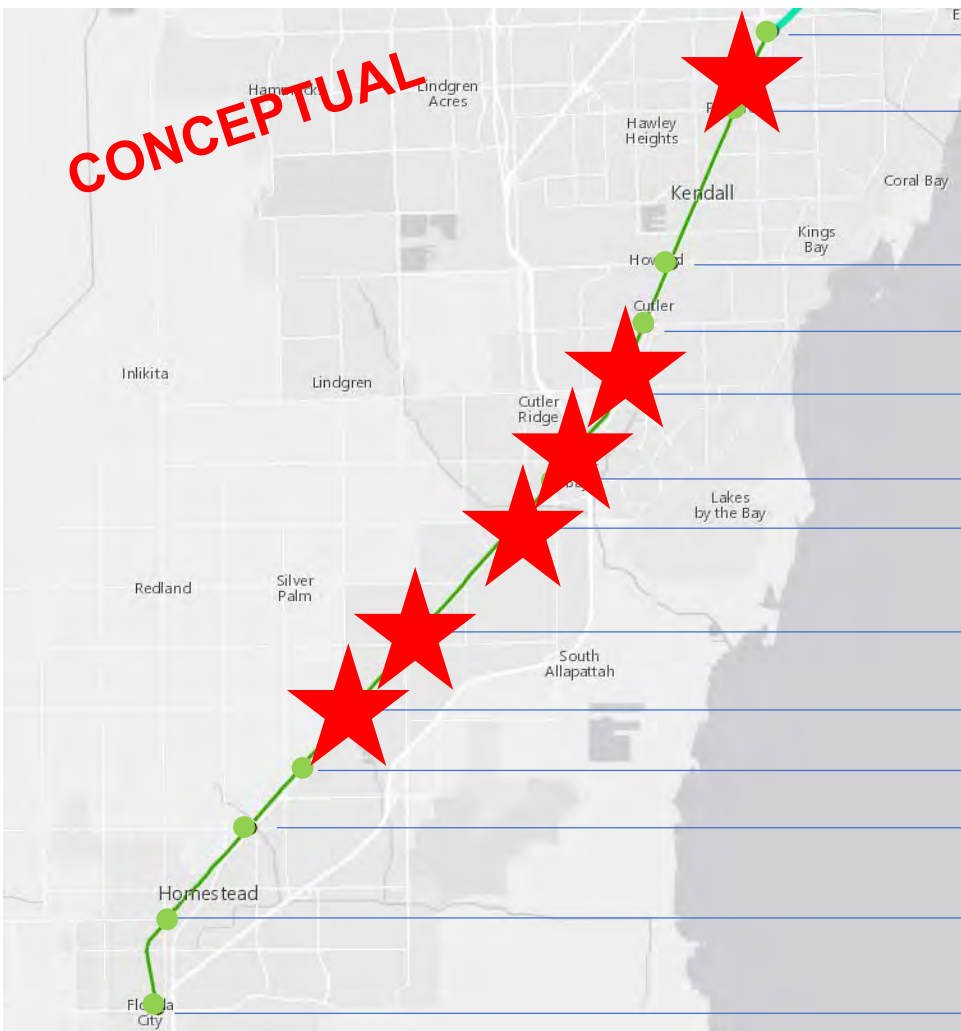 E
CONCEPTUAL
Lindgren
Acres
Hawley
Heights
Coral Bay
Kendall
Kings
Bay
Cutler
Inlikita
Lindgren
Cutler
Ridge
Lakes
by the Bay
Redland
Silver
Palm
South
Allapattah
Homestead
City